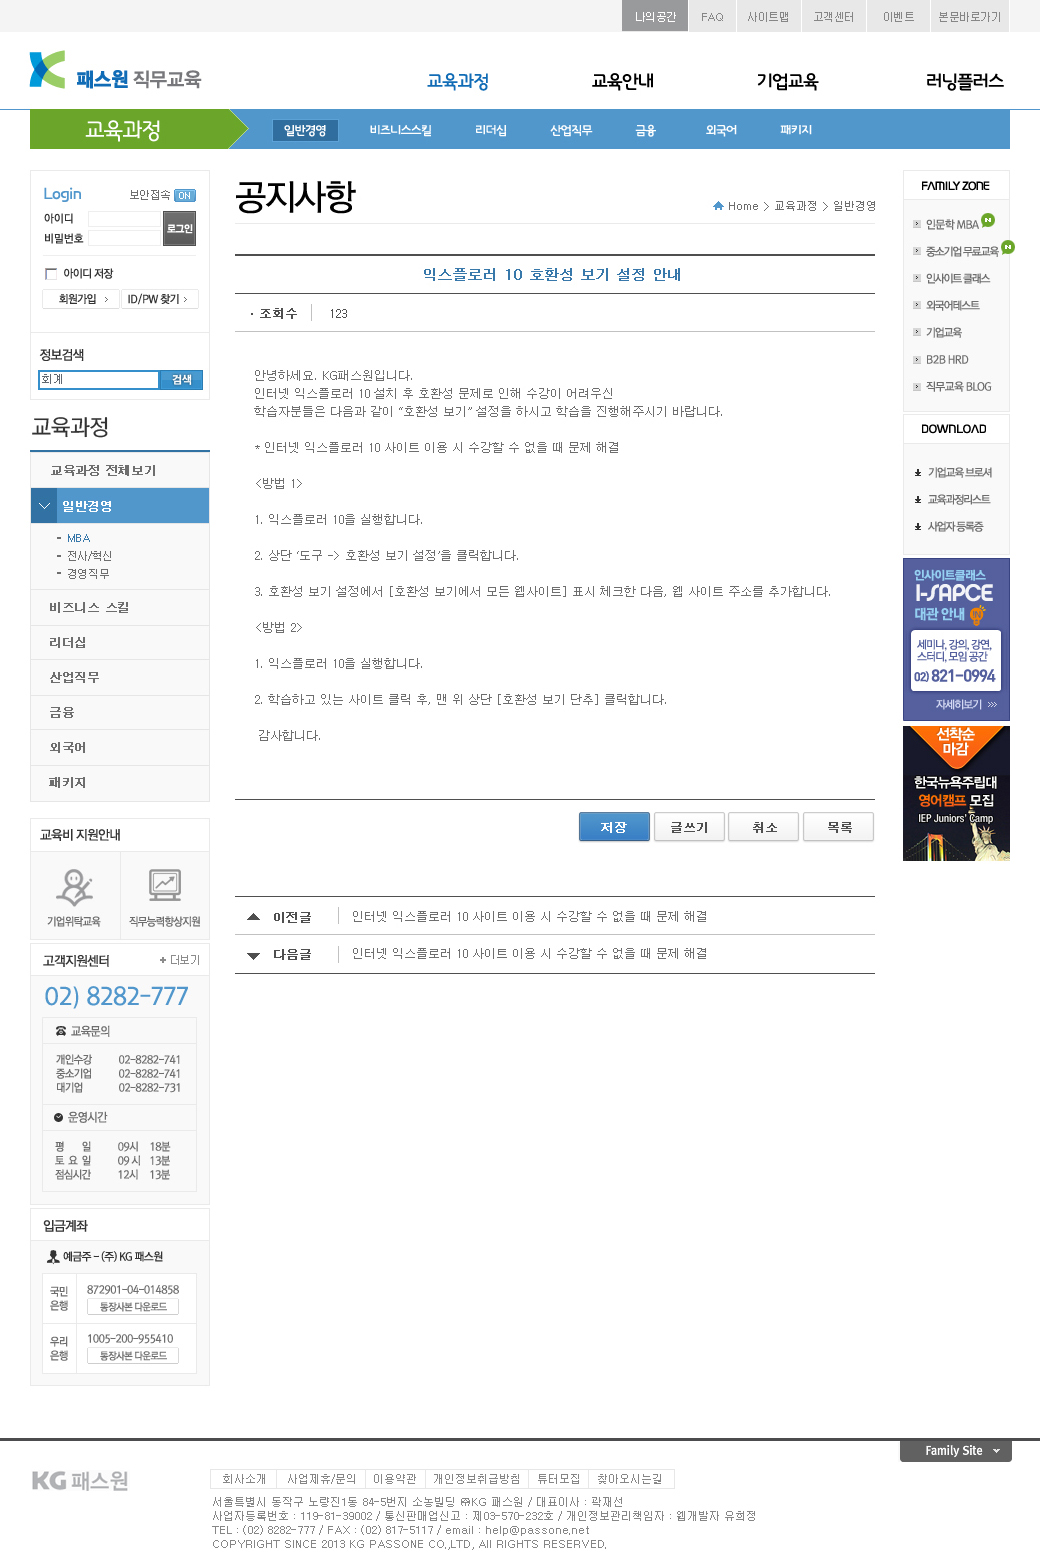 나의공간 FAQ 사이트맵 고객센터 이벤트 본문바로가기
패스원 직무교육
교육과정 교육안내 기업교육 러닝플러스
교육과정 일반경영 비즈니스스킬 리더십 산업직무 금융 외국어 패키지
Login 보안접속 ON
아이디
비밀번호
로그인
아이디 저장
회원가입 ID/PW 찾기
정보검색
회계 검색
교육과정
교육과정 전체보기
일반경영
- MBA
- 전사/혁신
- 경영직무
비즈니스 스킬
리더십
산업직무
금융
외국어
패키지
교육비 지원안내
기업위탁교육 직무능력향상지원
고객지원센터 + 더보기
02) 8282-777
교육문의
개인수강 02-8282-741
중소기업 02-8282-741
대기업 02-8282-731
운영시간
평 일 09시 18분
토 요 일 09 시 13분
점심시간 12시 13분
입금계좌
예금주 - (주) KG 패스원
국민은행 872901-04-014858
통장사본 다운로드
우리은행 1005-200-955410
통장사본 다운로드
공지사항
Home > 교육과정 > 일반경영
익스플로러 10 호환성 보기 설정 안내
· 조회수 123
안녕하세요. KG패스원입니다.
인터넷 익스플로러 10 설치 후 호환성 문제로 인해 수강이 어려우신
학습자분들은 다음과 같이 “호환성 보기” 설정을 하시고 학습을 진행해주시기 바랍니다.
* 인터넷 익스플로러 10 사이트 이용 시 수강할 수 없을 때 문제 해결
<방법 1>
1. 익스플로러 10을 실행합니다.
2. 상단 ‘도구 -> 호환성 보기 설정’을 클릭합니다.
3. 호환성 보기 설정에서 [호환성 보기에서 모든 웹사이트] 표시 체크한 다음, 웹 사이트 주소를 추가합니다.
<방법 2>
1. 익스플로러 10을 실행합니다.
2. 학습하고 있는 사이트 클릭 후, 맨 위 상단 [호환성 보기 단추] 클릭합니다.
감사합니다.
저장 글쓰기 취소 목록
이전글 인터넷 익스플로러 10 사이트 이용 시 수강할 수 없을 때 문제 해결
다음글 인터넷 익스플로러 10 사이트 이용 시 수강할 수 없을 때 문제 해결
FAMILY ZONE
인문학 MBA N
중소기업 무료교육 N
인사이트 클래스
외국어테스트
기업교육
B2B HRD
직무교육 BLOG
DOWNLOAD
기업교육 브로셔
교육과정리스트
사업자 등록증
인사이트클래스
I-SAPCE
대관 안내 IN
세미나, 강의, 강연,
스터디, 모임 공간
02) 821-0994
자세히보기
선착순
마감
한국뉴욕주립대
영어캠프 모집
IEP Juniors' Camp
Family Site
KG 패스원
회사소개 사업제휴/문의 이용약관 개인정보취급방침 튜터모집 찾아오시는길
서울특별시 동작구 노량진1동 84-5번지 소농빌딩 ㈜KG 패스원 / 대표이사 : 락재선
사업자등록번호 : 119-81-39002 / 통신판매업신고 : 제03-570-232호 / 개인정보관리책임자 : 웹개발자 유희정
TEL : (02) 8282-777 / FAX : (02) 817-5117 / email : help@passone.net
COPYRIGHT SINCE 2013 KG PASSONE CO.,LTD, All RIGHTS RESERVED.